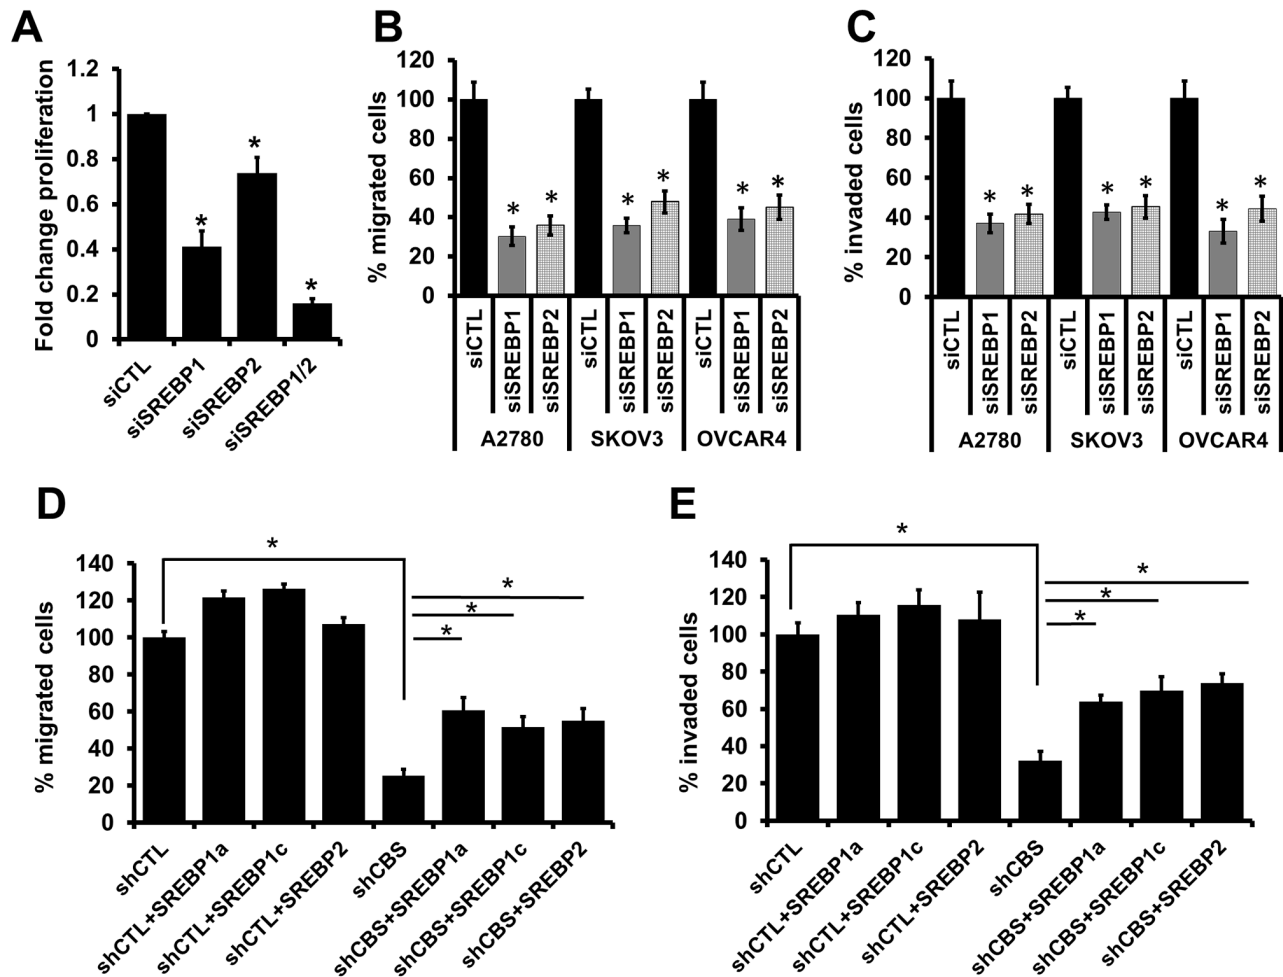 A
Fold change proliferation
1.2
1
0.8
0.6
0.4
0.2
0
*
*
*
siCTL
siSREBP1
siSREBP2
siSREBP1/2
B
% migrated cells
120
100
80
60
40
20
0
* * * * * *
siCTL
siSREBP1
siSREBP2
siCTL
siSREBP1
siSREBP2
siCTL
siSREBP1
siSREBP2
A2780 SKOV3 OVCAR4
C
% invaded cells
120
100
80
60
40
20
0
* * * * * *
siCTL
siSREBP1
siSREBP2
siCTL
siSREBP1
siSREBP2
siCTL
siSREBP1
siSREBP2
A2780 SKOV3 OVCAR4
D
% migrated cells
140
120
100
80
60
40
20
0
*
*
*
*
shCTL
shCTL+SREBP1a
shCTL+SREBP1c
shCTL+SREBP2
shCBS
shCBS+SREBP1a
shCBS+SREBP1c
shCBS+SREBP2
E
% invaded cells
140
120
100
80
60
40
20
0
*
*
*
*
shCTL
shCTL+SREBP1a
shCTL+SREBP1c
shCTL+SREBP2
shCBS
shCBS+SREBP1a
shCBS+SREBP1c
shCBS+SREBP2